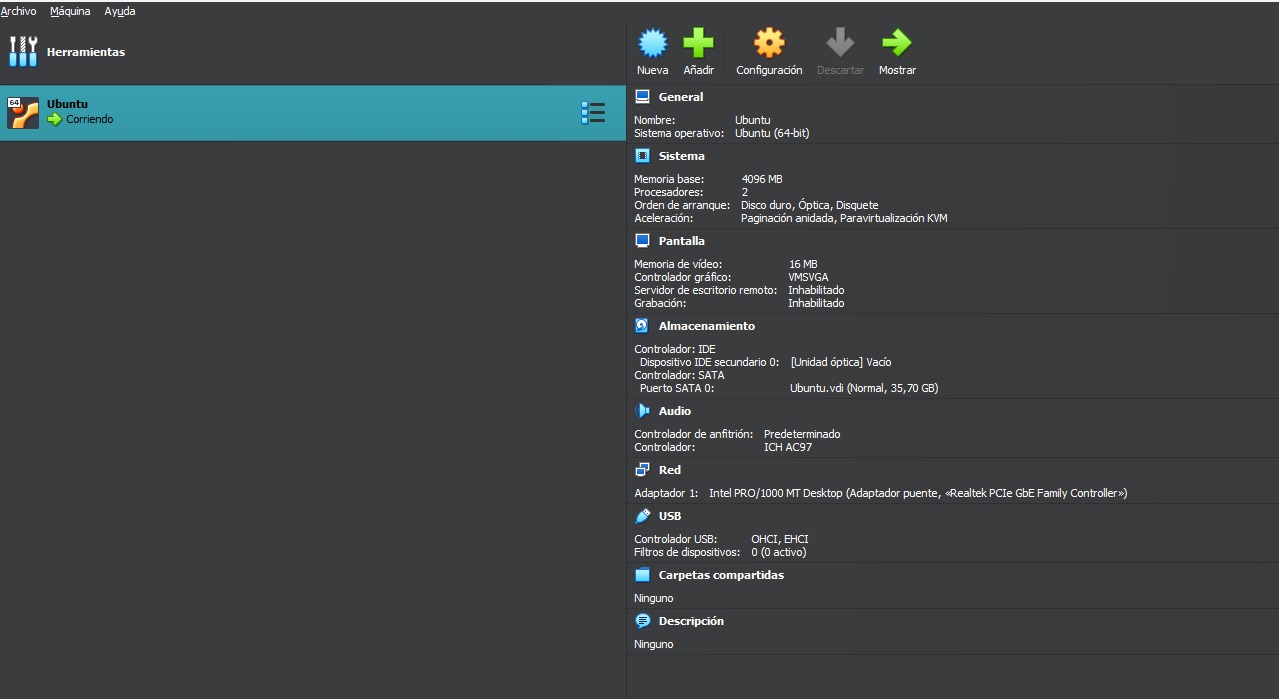 Archivo Máquina Ayuda
Herramientas
64
Ubuntu
Corriendo
Nueva Añadir Configuración Descartar Mostrar
General
Nombre: Ubuntu
Sistema operativo: Ubuntu (64-bit)
Sistema
Memoria base: 4096 MB
Procesadores: 2
Orden de arranque: Disco duro, Óptica, Disquete
Aceleración: Paginación anidada, Paravirtualización KVM
Pantalla
Memoria de vídeo: 16 MB
Controlador gráfico: VMSVGA
Servidor de escritorio remoto: Inhabilitado
Grabación: Inhabilitado
Almacenamiento
Controlador: IDE
Dispositivo IDE secundario 0: [Unidad óptica] Vacío
Controlador: SATA
Puerto SATA 0: Ubuntu.vdi (Normal, 35,70 GB)
Audio
Controlador de anfitrión: Predeterminado
Controlador: ICH AC97
Red
Adaptador 1: Intel PRO/1000 MT Desktop (Adaptador puente, «Realtek PCIe GbE Family Controller»)
USB
Controlador USB: OHCI, EHCI
Filtros de dispositivos: 0 (0 activo)
Carpetas compartidas
Ninguno
Descripción
Ninguno